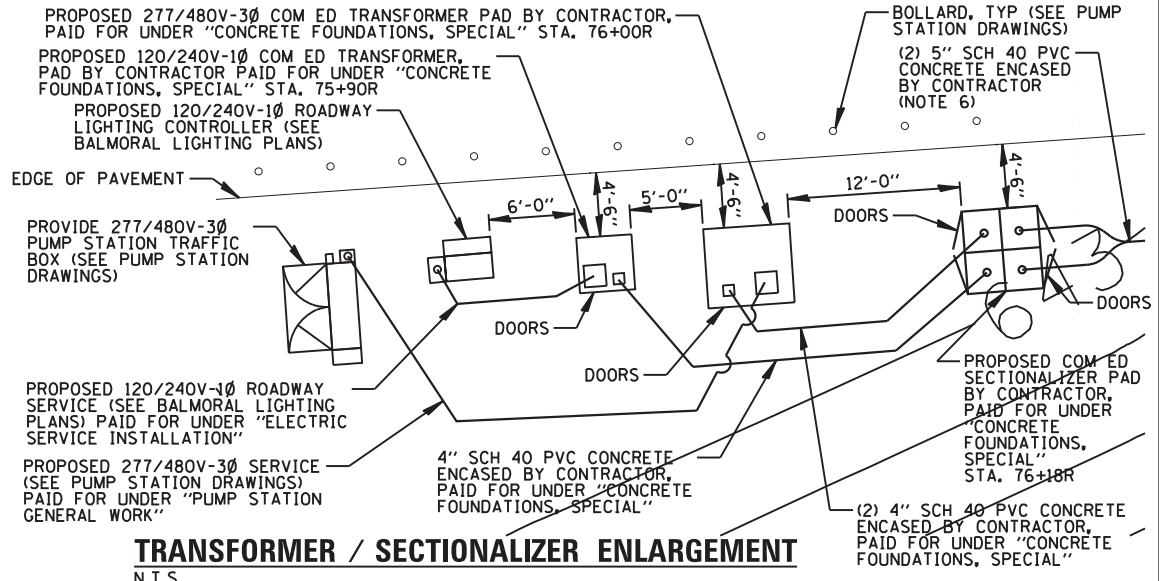 PROPOSED 277/480V-3Ø COM ED TRANSFORMER PAD BY CONTRACTOR,
PAID FOR UNDER "CONCRETE FOUNDATIONS, SPECIAL" STA. 76+00R
PROPOSED 120/240V-1Ø COM ED TRANSFORMER,
PAD BY CONTRACTOR PAID FOR UNDER "CONCRETE
FOUNDATIONS, SPECIAL" STA. 75+90R
PROPOSED 120/240V-1Ø ROADWAY
LIGHTING CONTROLLER (SEE
BALMORAL LIGHTING PLANS)
EDGE OF PAVEMENT
PROVIDE 277/480V-3Ø
PUMP STATION TRAFFIC
BOX (SEE PUMP STATION
DRAWINGS)
BOLLARD, TYP (SEE PUMP
STATION DRAWINGS)
(2) 5" SCH 40 PVC
CONCRETE ENCASED
BY CONTRACTOR
(NOTE 6)
6'-0"
4'-6"
5'-0"
4'-6"
12'-0"
4'-6"
DOORS
DOORS
DOORS
DOORS
PROPOSED 120/240V-1Ø ROADWAY
SERVICE (SEE BALMORAL LIGHTING
PLANS) PAID FOR UNDER "ELECTRIC
SERVICE INSTALLATION"
PROPOSED 277/480V-3Ø SERVICE
(SEE PUMP STATION DRAWINGS)
PAID FOR UNDER "PUMP STATION
GENERAL WORK"
4" SCH 40 PVC CONCRETE
ENCASED BY CONTRACTOR,
PAID FOR UNDER "CONCRETE
FOUNDATIONS, SPECIAL"
PROPOSED COM ED
SECTIONALIZER PAD
BY CONTRACTOR,
PAID FOR UNDER
"CONCRETE
FOUNDATIONS,
SPECIAL"
STA. 76+18R
(2) 4" SCH 40 PVC CONCRETE
ENCASED BY CONTRACTOR,
PAID FOR UNDER "CONCRETE
FOUNDATIONS, SPECIAL"
TRANSFORMER / SECTIONALIZER ENLARGEMENT
N.T.S.